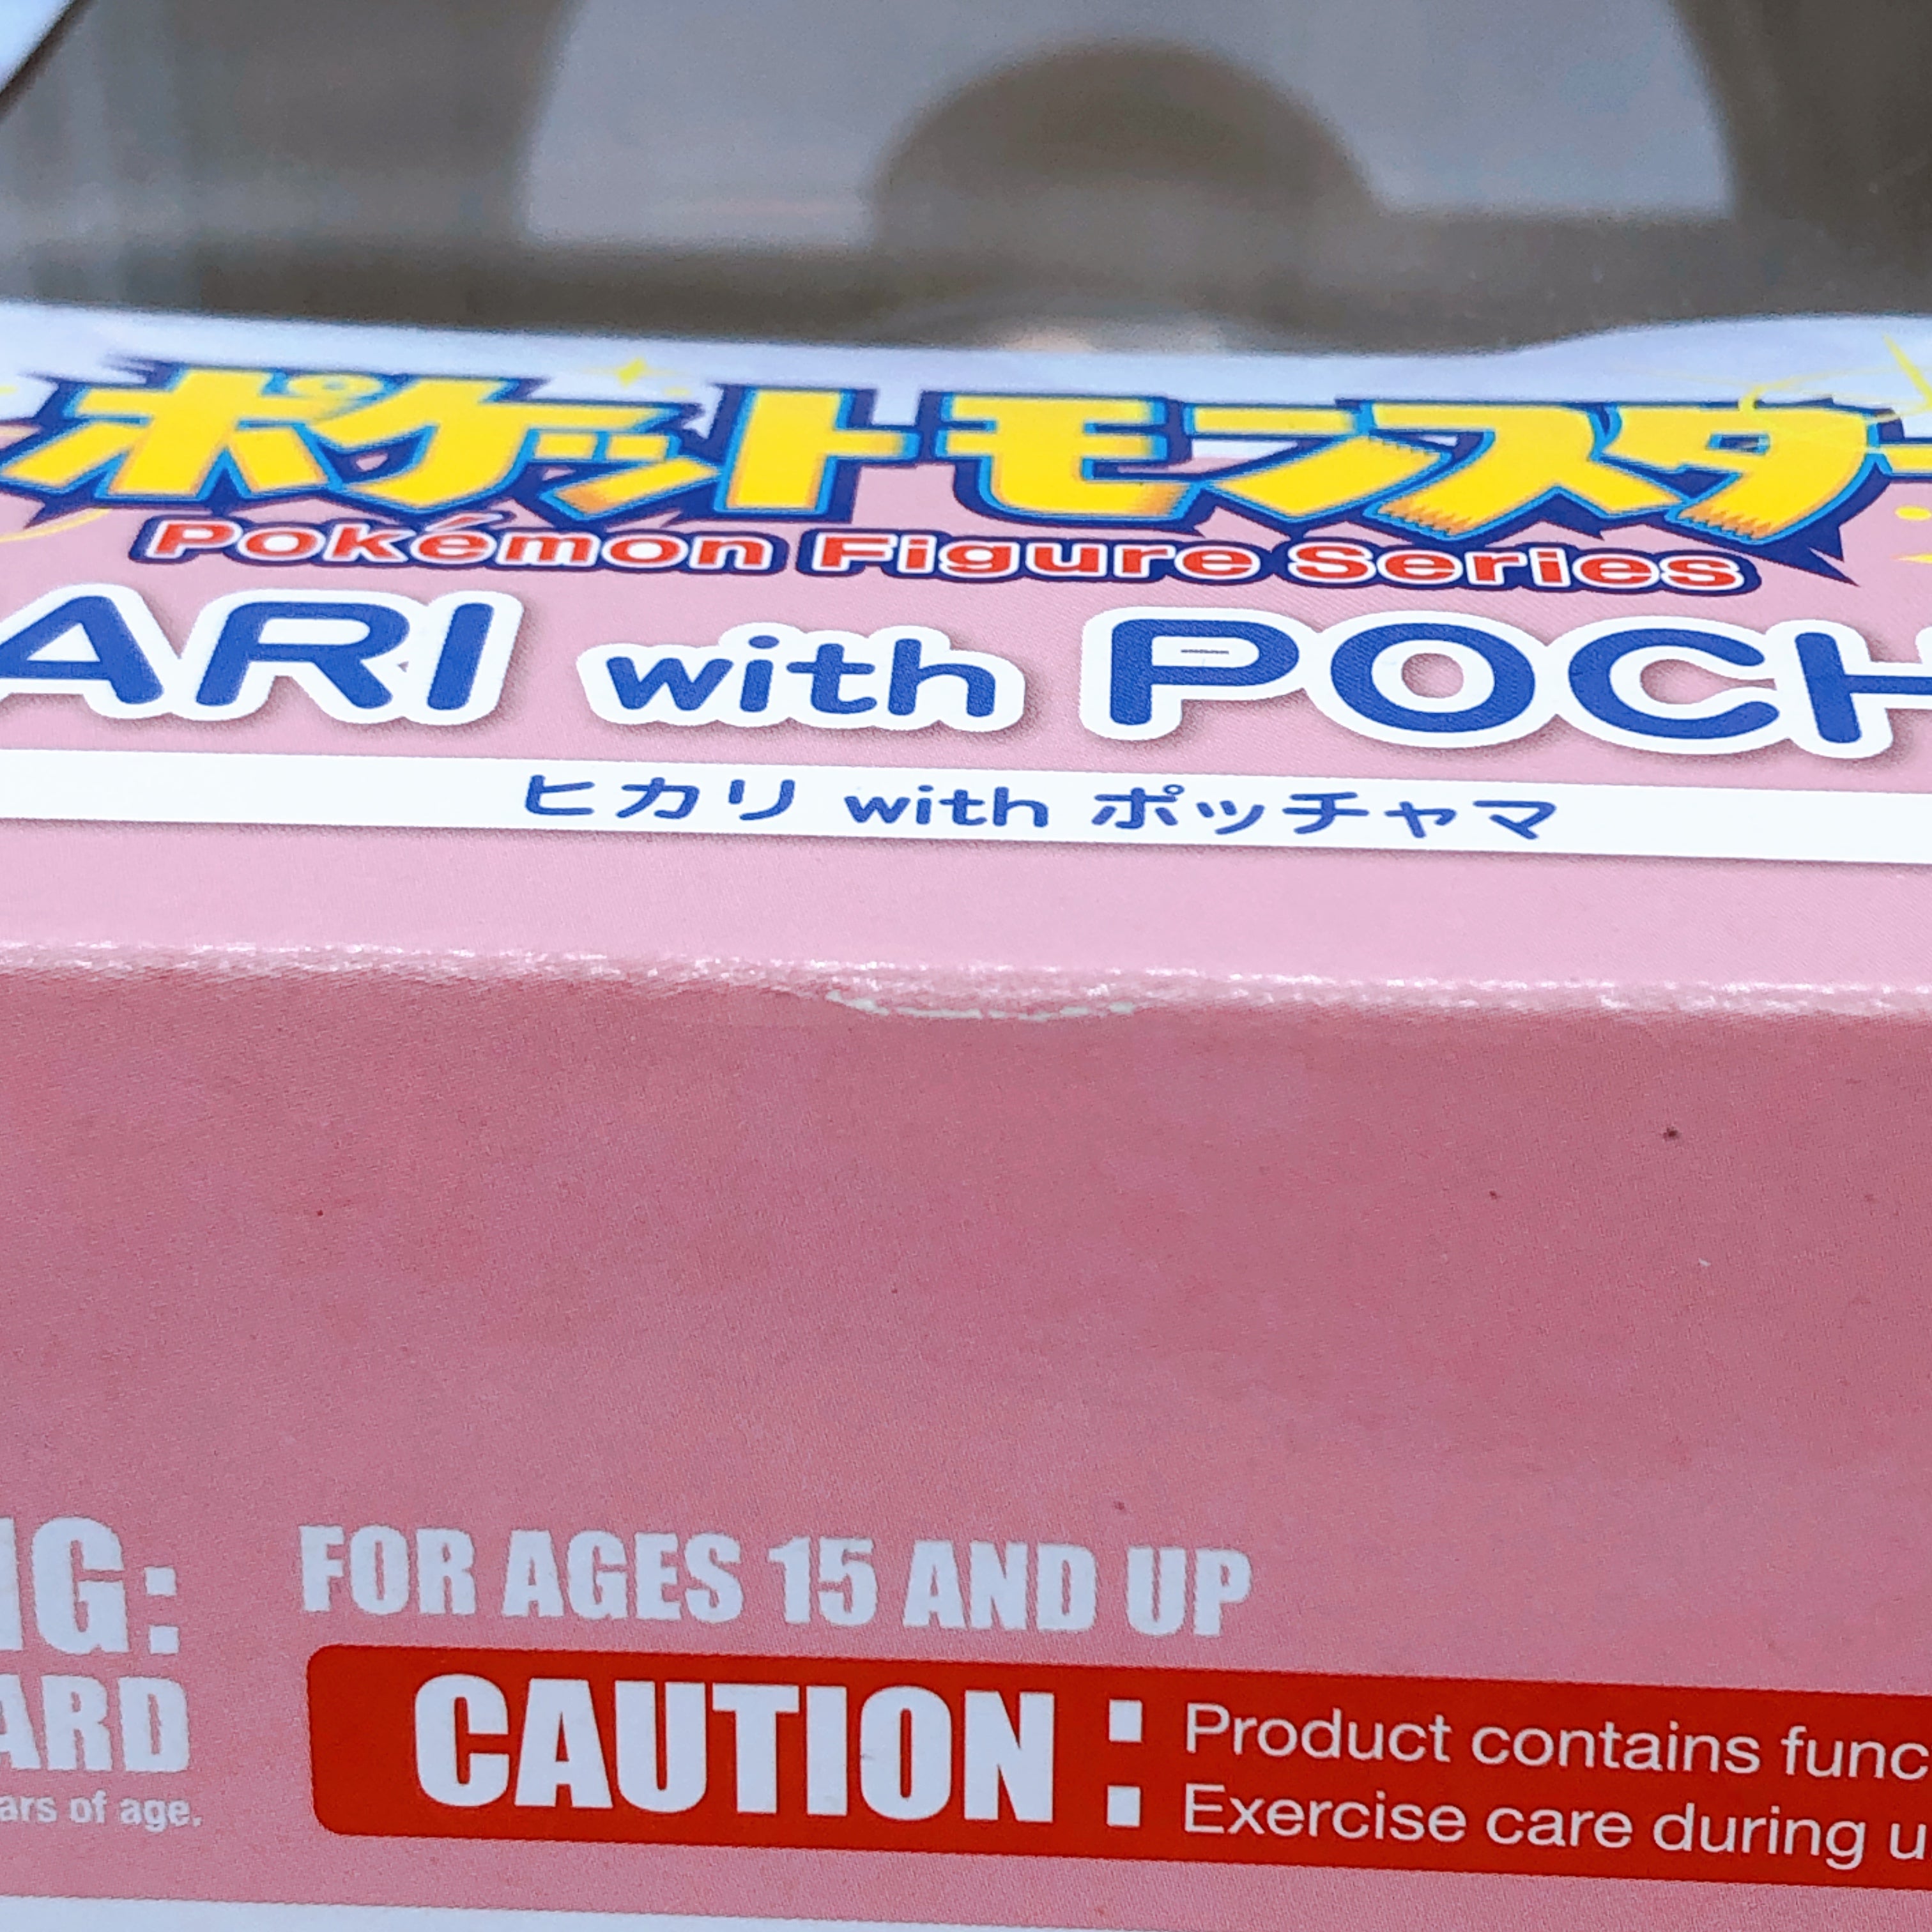 ポケットモンスター
Pokémon Figure Series
ARI with POCH
ヒカリ with ポッチャマ
NG: FOR AGES 15 AND UP
ARD
ars of age.
CAUTION : Product contains func
Exercise care during u